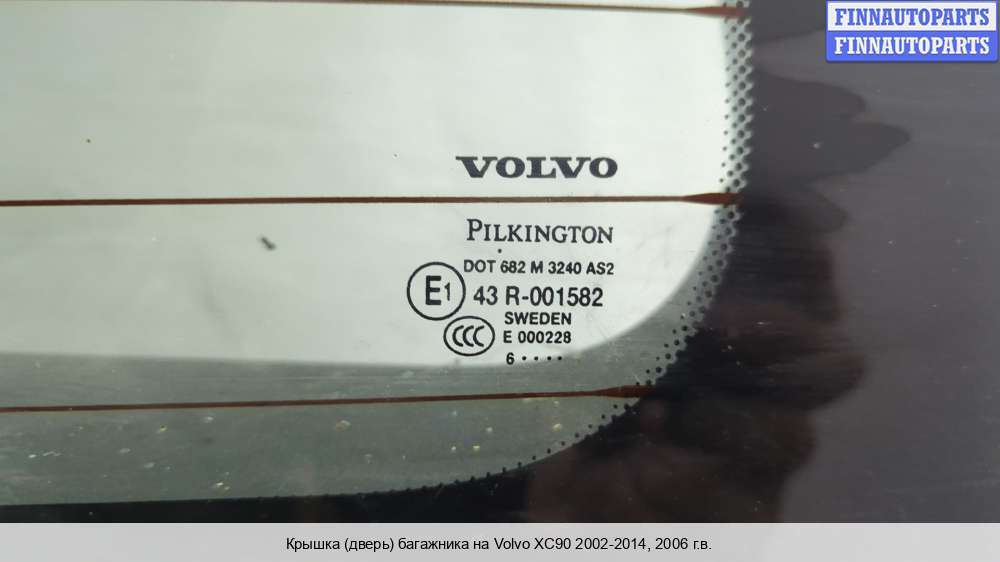 FINNAUTOPARTS
FINNAUTOPARTS
VOLVO
PILKINGTON
DOT 682 M 3240 AS2
E1 43 R-001582
SWEDEN
CCC E 000228
6 ••••
Крышка (дверь) багажника на Volvo XC90 2002-2014, 2006 г.в.